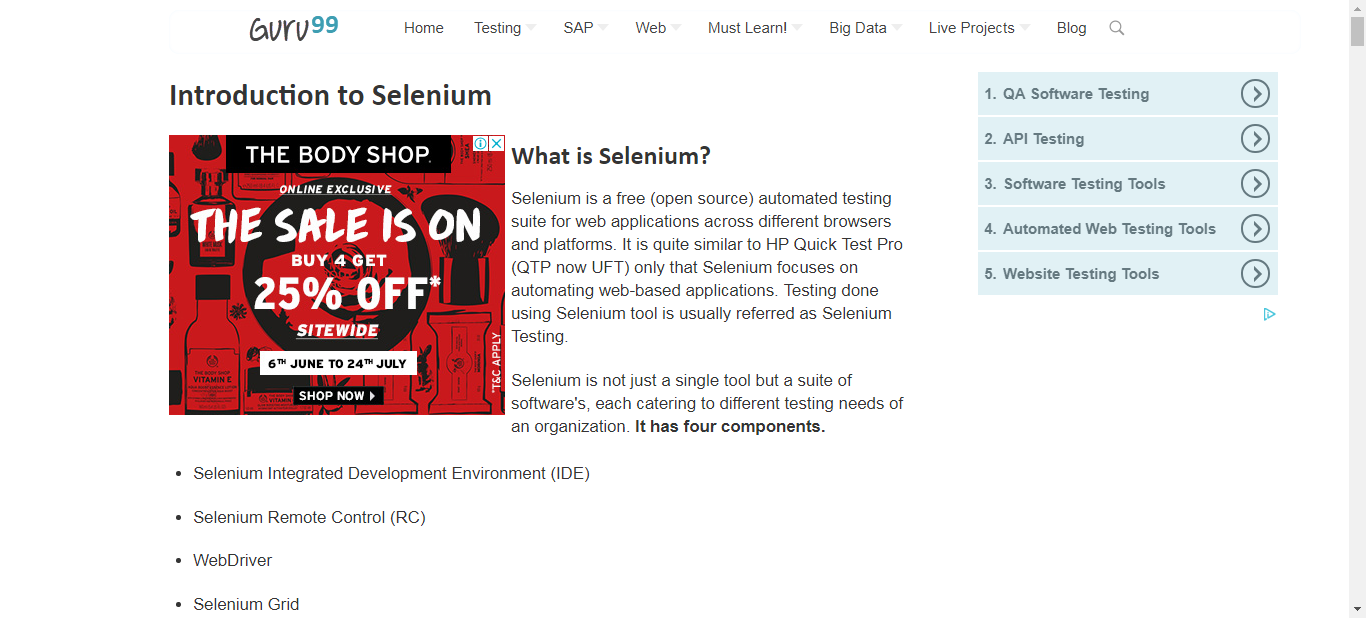 Guru99
Home Testing SAP Web Must Learn! Big Data Live Projects Blog
Introduction to Selenium
THE BODY SHOP.
ONLINE EXCLUSIVE
THE SALE IS ON
BUY 4 GET
25% OFF*
SITEWIDE
6TH JUNE TO 24TH JULY
SHOP NOW
*T&C APPLY
THE BODY SHOP
VITAMIN E
What is Selenium?
Selenium is a free (open source) automated testing
suite for web applications across different browsers
and platforms. It is quite similar to HP Quick Test Pro
(QTP now UFT) only that Selenium focuses on
automating web-based applications. Testing done
using Selenium tool is usually referred as Selenium
Testing.
Selenium is not just a single tool but a suite of
software's, each catering to different testing needs of
an organization. It has four components.
• Selenium Integrated Development Environment (IDE)
• Selenium Remote Control (RC)
• WebDriver
• Selenium Grid
1. QA Software Testing
2. API Testing
3. Software Testing Tools
4. Automated Web Testing Tools
5. Website Testing Tools